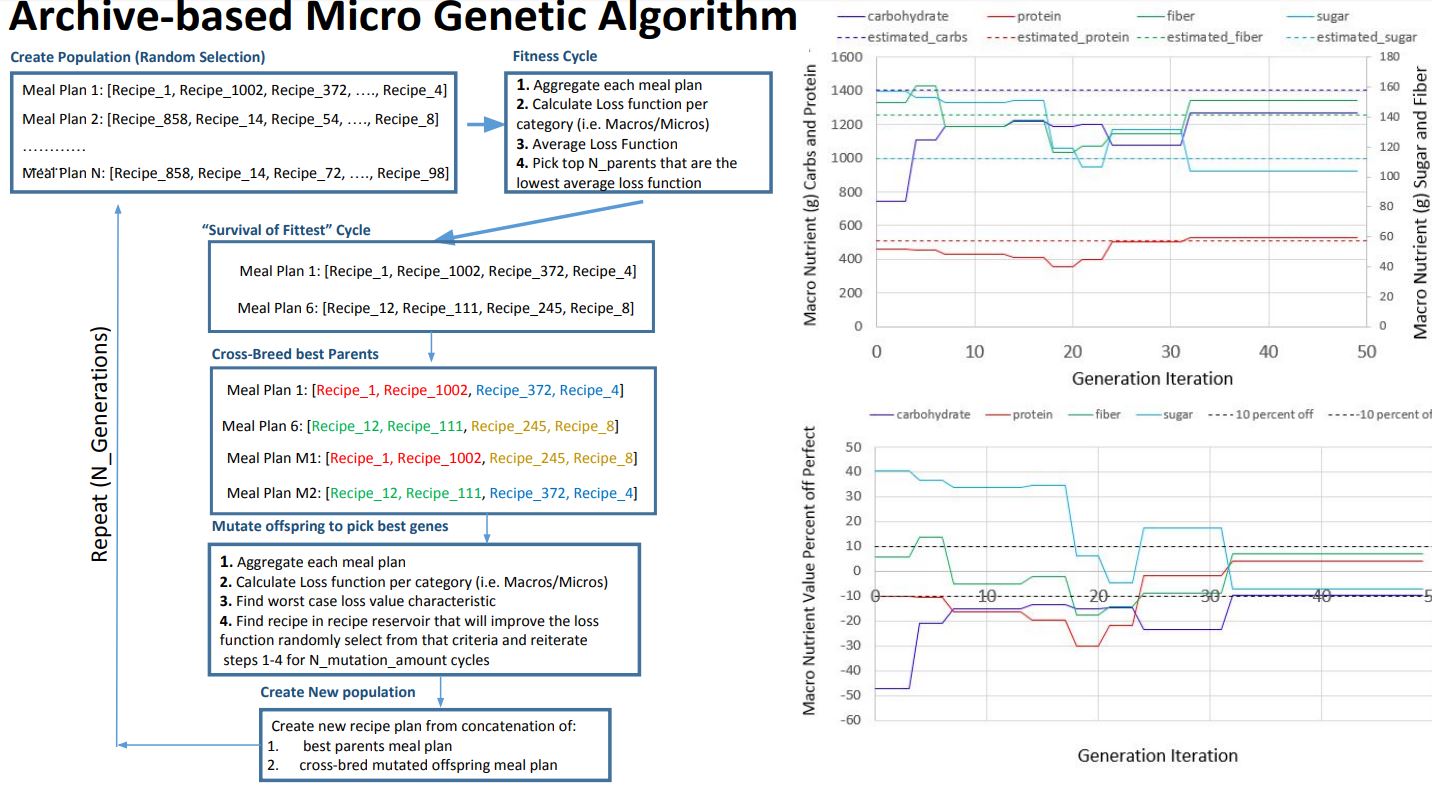 Archive-based Micro Genetic Algorithm
Create Population (Random Selection)
Meal Plan 1: [Recipe_1, Recipe_1002, Recipe_372, …., Recipe_4]
Meal Plan 2: [Recipe_858, Recipe_14, Recipe_54, …., Recipe_8]
…………
Meal Plan N: [Recipe_858, Recipe_14, Recipe_72, …., Recipe_98]
Fitness Cycle
1. Aggregate each meal plan
2. Calculate Loss function per
category (i.e. Macros/Micros)
3. Average Loss Function
4. Pick top N_parents that are the
lowest average loss function
“Survival of Fittest” Cycle
Meal Plan 1: [Recipe_1, Recipe_1002, Recipe_372, Recipe_4]
Meal Plan 6: [Recipe_12, Recipe_111, Recipe_245, Recipe_8]
Cross-Breed best Parents
Meal Plan 1: [Recipe_1, Recipe_1002, Recipe_372, Recipe_4]
Meal Plan 6: [Recipe_12, Recipe_111, Recipe_245, Recipe_8]
Meal Plan M1: [Recipe_1, Recipe_1002, Recipe_245, Recipe_8]
Meal Plan M2: [Recipe_12, Recipe_111, Recipe_372, Recipe_4]
Mutate offspring to pick best genes
1. Aggregate each meal plan
2. Calculate Loss function per category (i.e. Macros/Micros)
3. Find worst case loss value characteristic
4. Find recipe in recipe reservoir that will improve the loss
function randomly select from that criteria and reiterate
steps 1-4 for N_mutation_amount cycles
Create New population
Create new recipe plan from concatenation of:
1. best parents meal plan
2. cross-bred mutated offspring meal plan
Repeat (N_Generations)
carbohydrate protein fiber sugar
estimated_carbs estimated_protein estimated_fiber estimated_sugar
Macro Nutrient (g) Carbs and Protein
1600
1400
1200
1000
800
600
400
200
0
180
160
140
120
100
80
60
40
20
0
Macro Nutrient (g) Sugar and Fiber
0 10 20 30 40 50
Generation Iteration
carbohydrate protein fiber sugar 10 percent off -10 percent of
Macro Nutrient Value Percent off Perfect
50
40
30
20
10
0
-10
-20
-30
-40
-50
-60
0 10 20 30 40 5
Generation Iteration